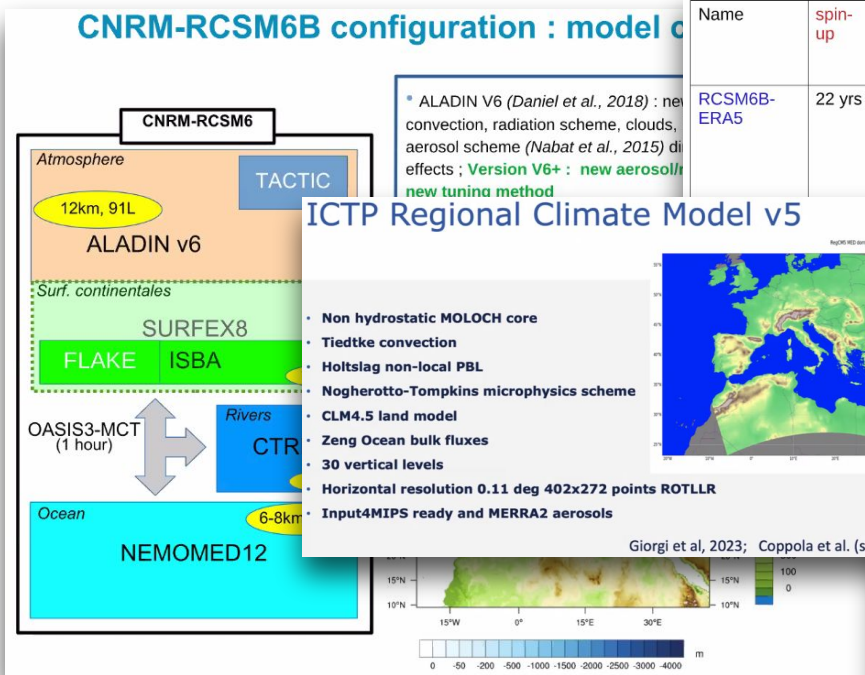 CNRM-RCSM6B configuration : model
Name
spin-
up
RCSM6B-
ERA5
22 yrs
• ALADIN V6 (Daniel et al., 2018) :
convection, radiation scheme, clouds,
aerosol scheme (Nabat et al., 2015)
effects ; Version V6+ : new
new tuning method
CNRM-RCSM6
Atmosphere
TACTIC
12km, 91L
ALADIN v6
Surf. continentales
SURFEX8
FLAKE
ISBA
OASIS3-MCT
(1 hour)
Rivers
CTR
Ocean
6-8km
NEMOMED12
ICTP Regional Climate Model v5
• Non hydrostatic MOLOCH core
• Tiedtke convection
• Holtslag non-local PBL
• Nogherotto-Tompkins microphysics scheme
• CLM4.5 land model
• Zeng Ocean bulk fluxes
• 30 vertical levels
• Horizontal resolution 0.11 deg 402x272 points ROTLLR
• Input4MIPS ready and MERRA2 aerosols
Giorgi et al, 2023; Coppola et al.
15°N
10°N
15°N
10°N
15°W 0° 15°E 30°E
100
0
0 -50 -200 -500 -1000 -1500 -2000 -2500 -3000 -4000
m